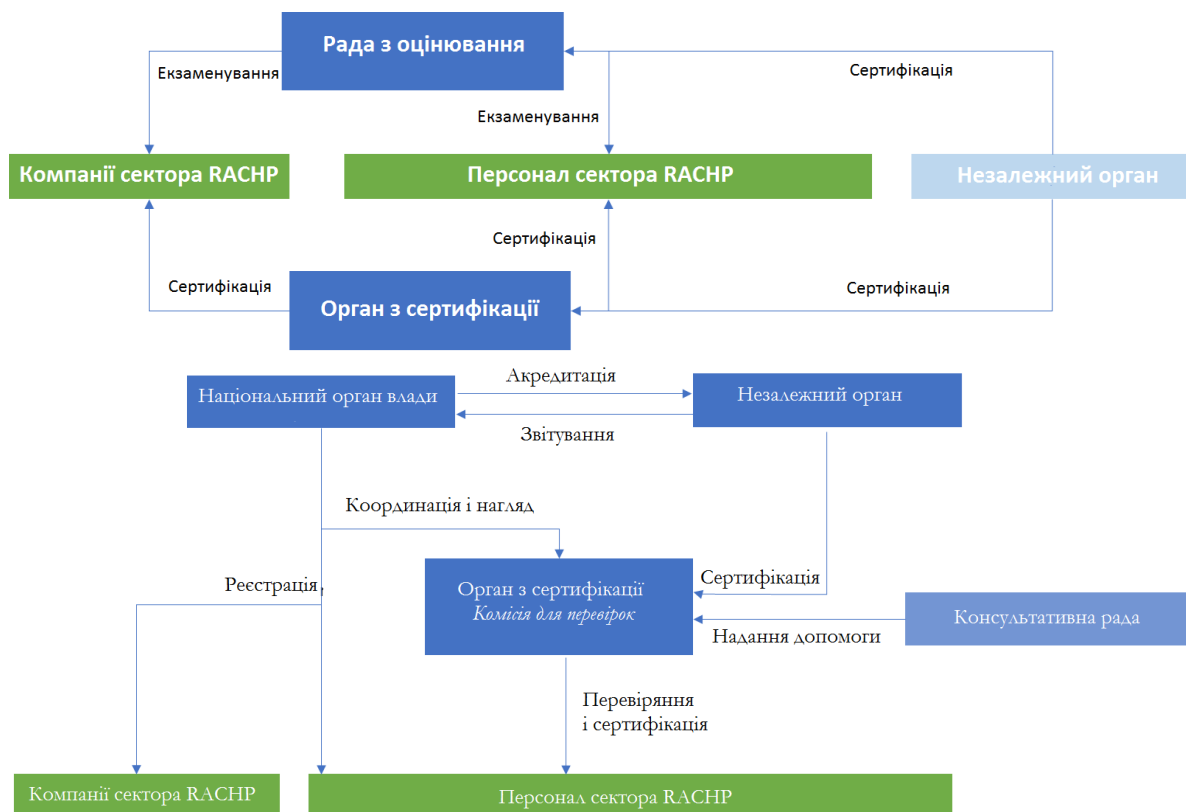 Рада з оцінювання
Екзаменування
Сертифікація
Екзаменування
Компанії сектора RACHP
Персонал сектора RACHP
Незалежний орган
Сертифікація
Сертифікація
Сертифікація
Орган з сертифікації
Акредитація
Національний орган влади
Незалежний орган
Звітування
Координація і нагляд
Реєстрація
Орган з сертифікації
Комісія для перевірок
Сертифікація
Консультативна рада
Надання допомоги
Перевіряння
і сертифікація
Компанії сектора RACHP
Персонал сектора RACHP